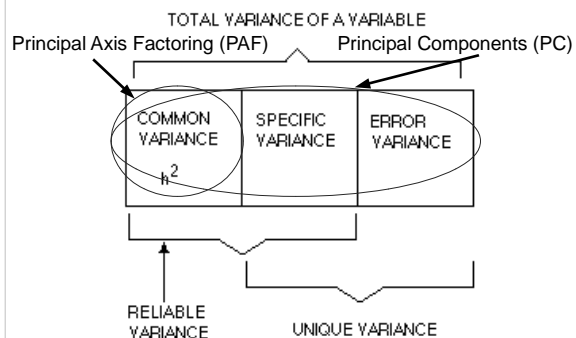 TOTAL VARIANCE OF A VARIABLE
Principal Axis Factoring (PAF)
Principal Components (PC)
COMMON
VARIANCE
h2
SPECIFIC
VARIANCE
ERROR
VARIANCE
RELIABLE
VARIANCE
UNIQUE VARIANCE